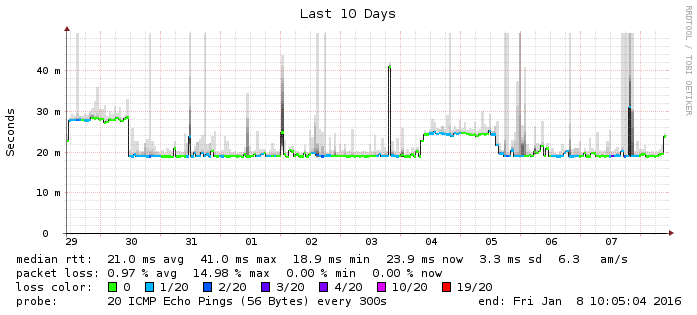 Last 10 Days
RRDTOOL / TOBI OETIKER
Seconds
40 m
30 m
20 m
10 m
0
29 30 31 01 02 03 04 05 06 07
median rtt: 21.0 ms avg 41.0 ms max 18.9 ms min 23.9 ms now 3.3 ms sd 6.3 am/s
packet loss: 0.97 % avg 14.98 % max 0.00 % min 0.00 % now
loss color: 0 1/20 2/20 3/20 4/20 10/20 19/20
probe: 20 ICMP Echo Pings (56 Bytes) every 300s end: Fri Jan 8 10:05:04 2016